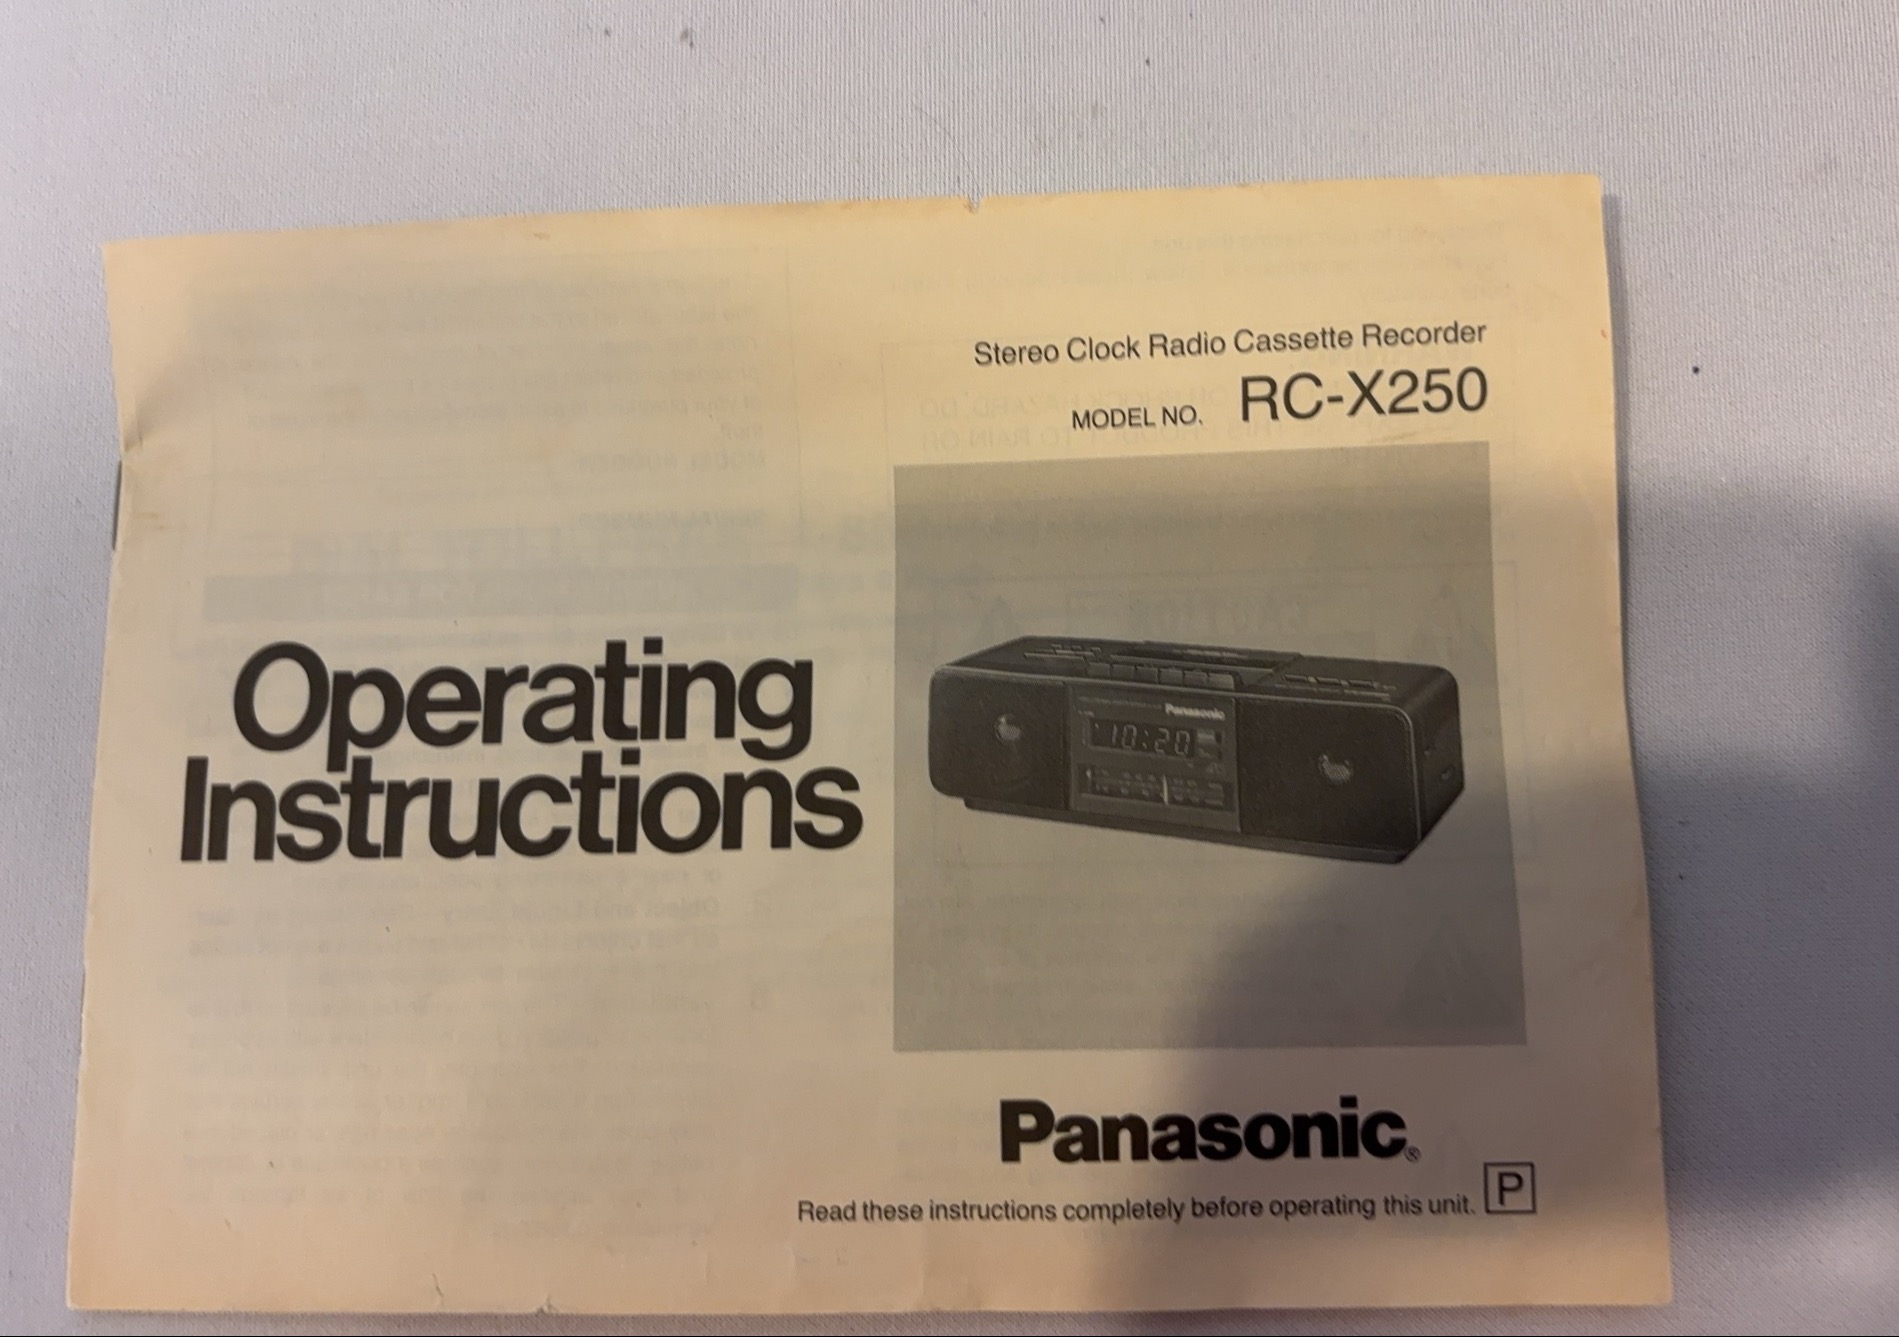 Stereo Clock Radio Cassette Recorder
MODEL NO. RC-X250
Operating
Instructions
Panasonic
10:20
Panasonic®
Read these instructions completely before operating this unit. P